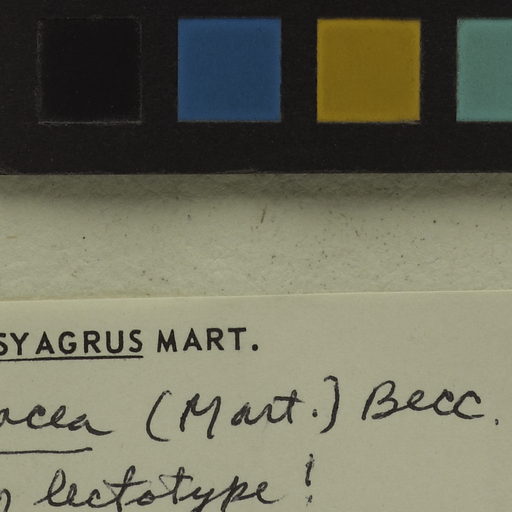 SYAGRUS MART.
acea (Mart.) Becc.
lectotype!